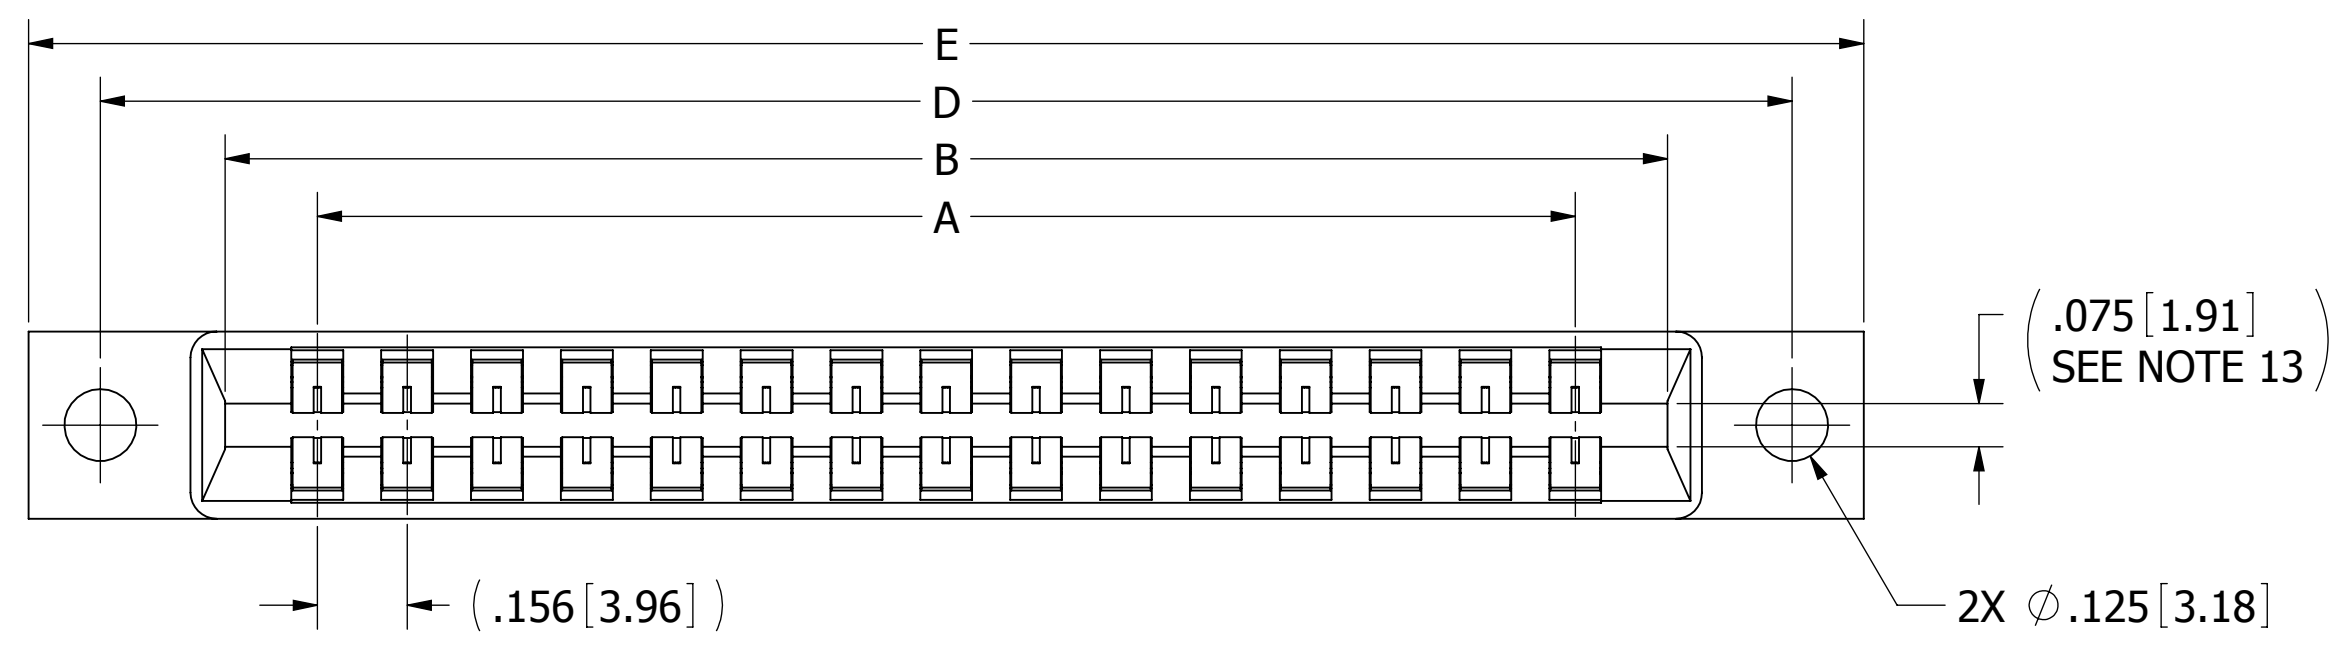 E
D
B
A
(.075[1.91]
SEE NOTE 13)
(.156[3.96])
2X ∅.125[3.18]